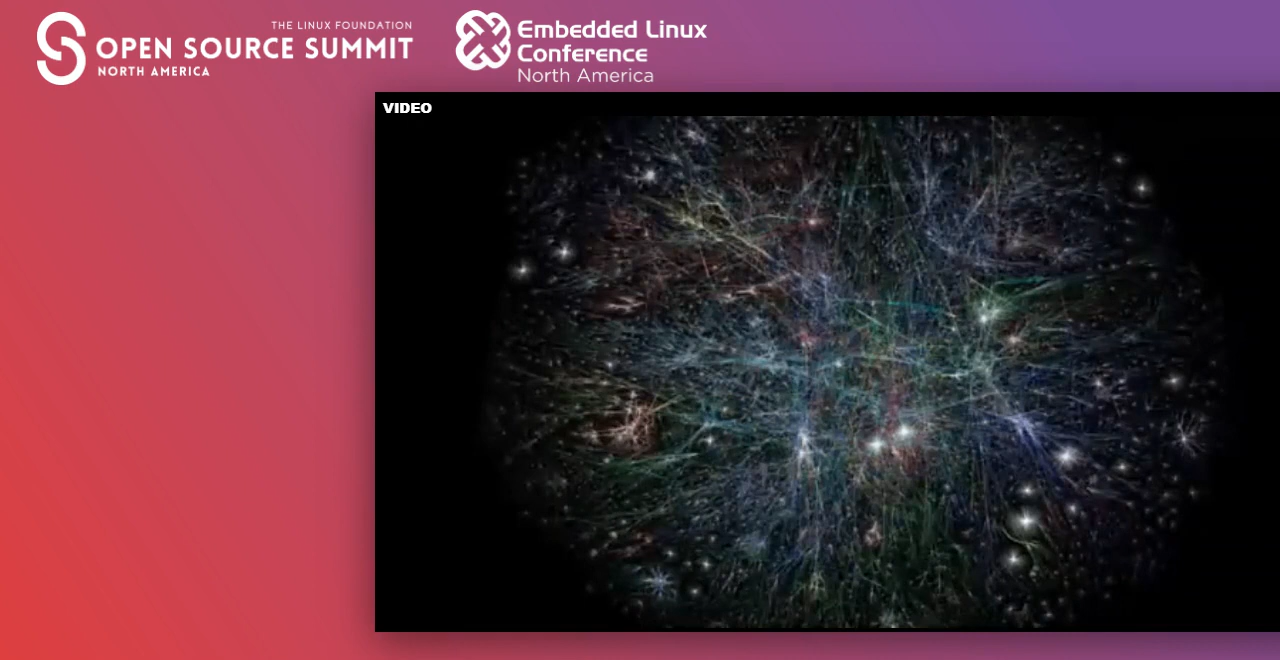 THE LINUX FOUNDATION
OPEN SOURCE SUMMIT
NORTH AMERICA
Embedded Linux
Conference
North America
VIDEO